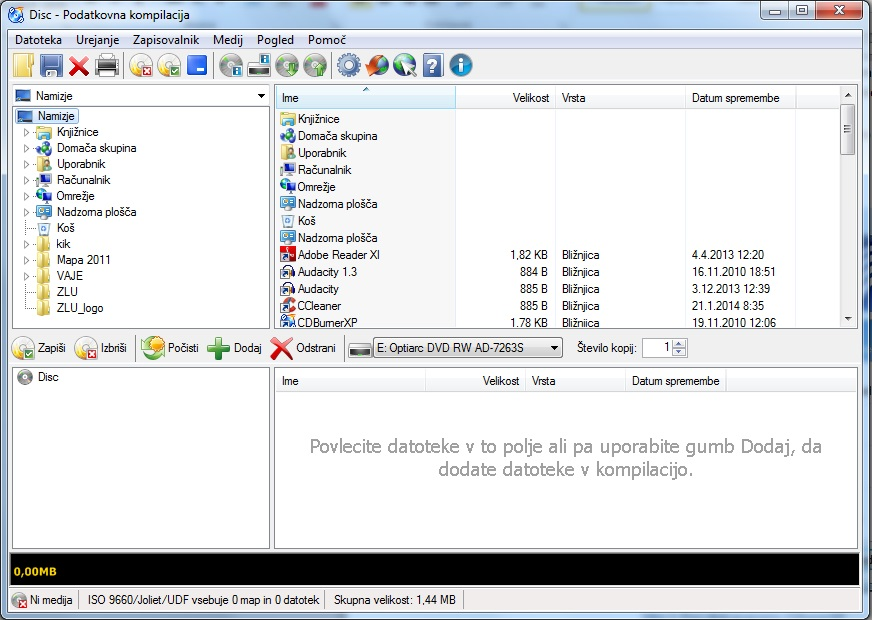 Disc - Podatkovna kompilacija
Datoteka Urejanje Zapisovalnik Medij Pogled Pomoč
Namizje
Namizje
Knjižnice
Domača skupina
Uporabnik
Računalnik
Omrežje
Nadzorna plošča
Koš
kik
Mapa 2011
VAJE
ZLU
ZLU_logo
Ime Velikost Vrsta Datum spremembe
Knjižnice
Domača skupina
Uporabnik
Računalnik
Omrežje
Nadzorna plošča
Koš
Nadzorna plošča
Adobe Reader XI 1,82 KB Bližnjica 4.4.2013 12:20
Audacity 1.3 884 B Bližnjica 16.11.2010 18:51
Audacity 885 B Bližnjica 3.12.2013 12:39
CCleaner 885 B Bližnjica 21.1.2014 8:35
CDBurnerXP 1,78 KB Bližnjica 19.11.2010 12:06
Zapiši Izbriši Počisti Dodaj Odstrani E: Optiarc DVD RW AD-7263S Število kopij: 1
Disc
Ime Velikost Vrsta Datum spremembe
Povlecite datoteke v to polje ali pa uporabite gumb Dodaj, da
dodate datoteke v kompilacijo.
0,00MB
Ni medija ISO 9660/Joliet/UDF vsebuje 0 map in 0 datotek Skupna velikost: 1,44 MB